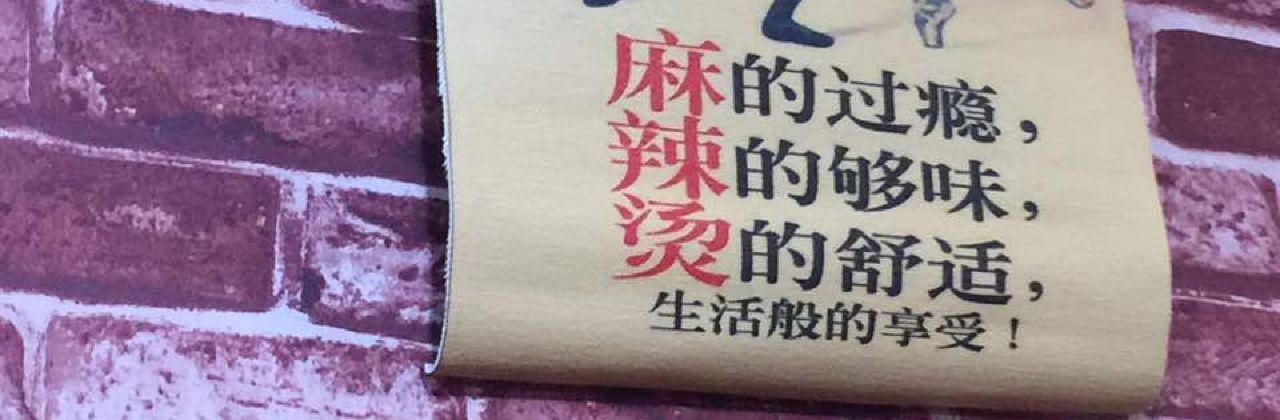 麻的过瘾，
辣的够味，
烫的舒适，
生活般的享受！